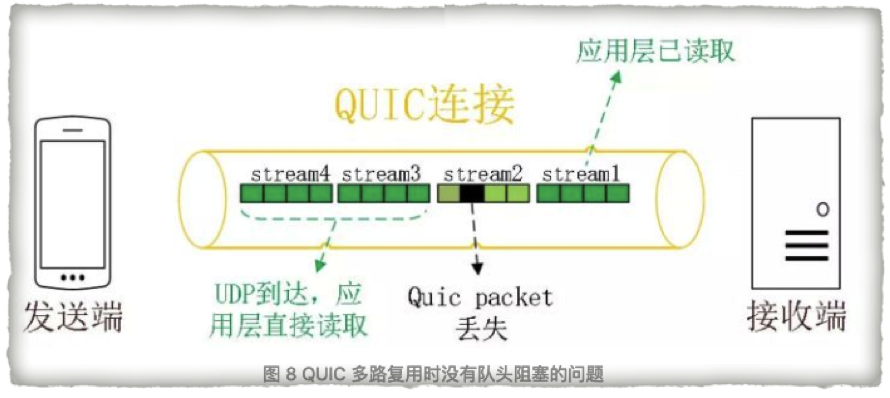 应用层已读取
QUIC连接
stream4 stream3 stream2 stream1
UDP到达，应
用层直接读取
Quic packet
丢失
发送端
接收端
图 8 QUIC 多路复用时没有队头阻塞的问题